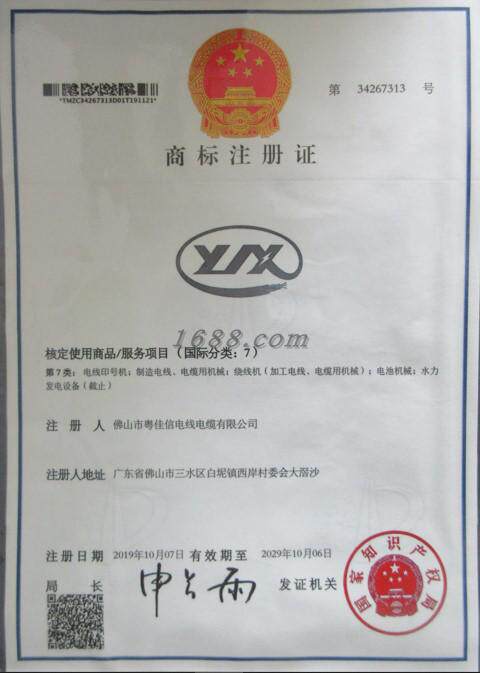 *TMZC34267313D01T191121*
第 34267313 号
商标注册证
YJX
1688.com
核定使用商品/服务项目（国际分类：7）
第7类：电线印号机；制造电线、电缆用机械；绕线机（加工电线、电缆用机械）；电池机械；水力
发电设备（截止）
注册人 佛山市粤佳信电线电缆有限公司
注册人地址 广东省佛山市三水区白坭镇西岸村委会大滘沙
注册日期 2019年10月07日 有效期至 2029年10月06日
局长 申长雨 发证机关
国家知识产权局